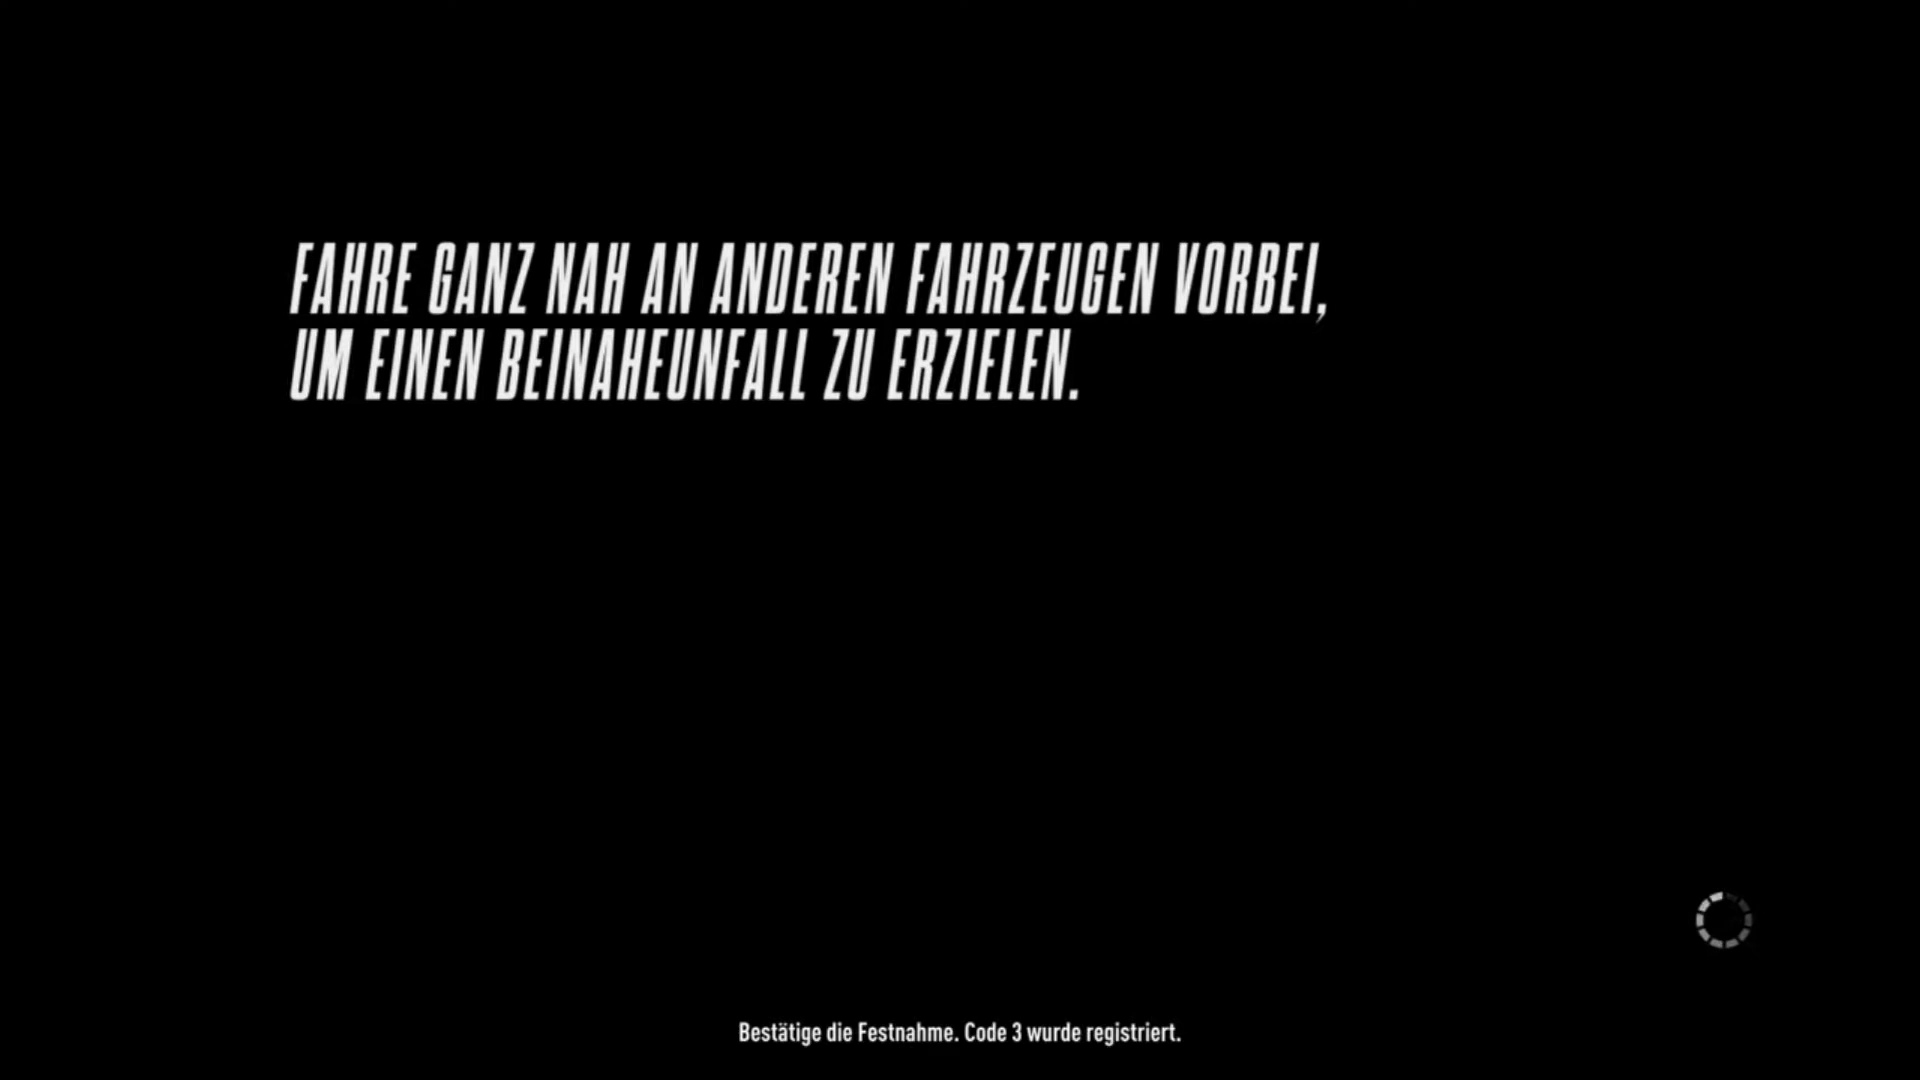 FAHRE GANZ NAH AN ANDEREN FAHRZEUGEN VORBEI,
UM EINEN BEINAHEUNFALL ZU ERZIELEN.
Bestätige die Festnahme. Code 3 wurde registriert.